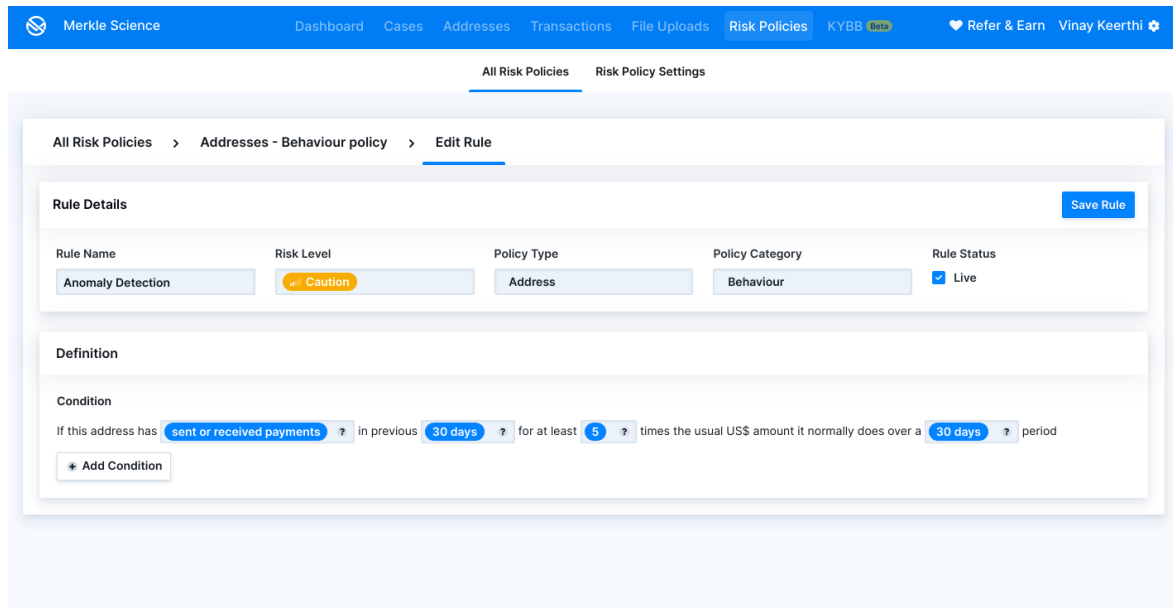 Merkle Science Dashboard Cases Addresses Transactions File Uploads Risk Policies KYBB Beta Refer & Earn Vinay Keerthi
All Risk Policies Risk Policy Settings
All Risk Policies > Addresses - Behaviour policy > Edit Rule
Rule Details Save Rule
Rule Name Risk Level Policy Type Policy Category Rule Status
Anomaly Detection Caution Address Behaviour Live
Definition
Condition
If this address has sent or received payments ? in previous 30 days ? for at least 5 ? times the usual US$ amount it normally does over a 30 days ? period
+ Add Condition